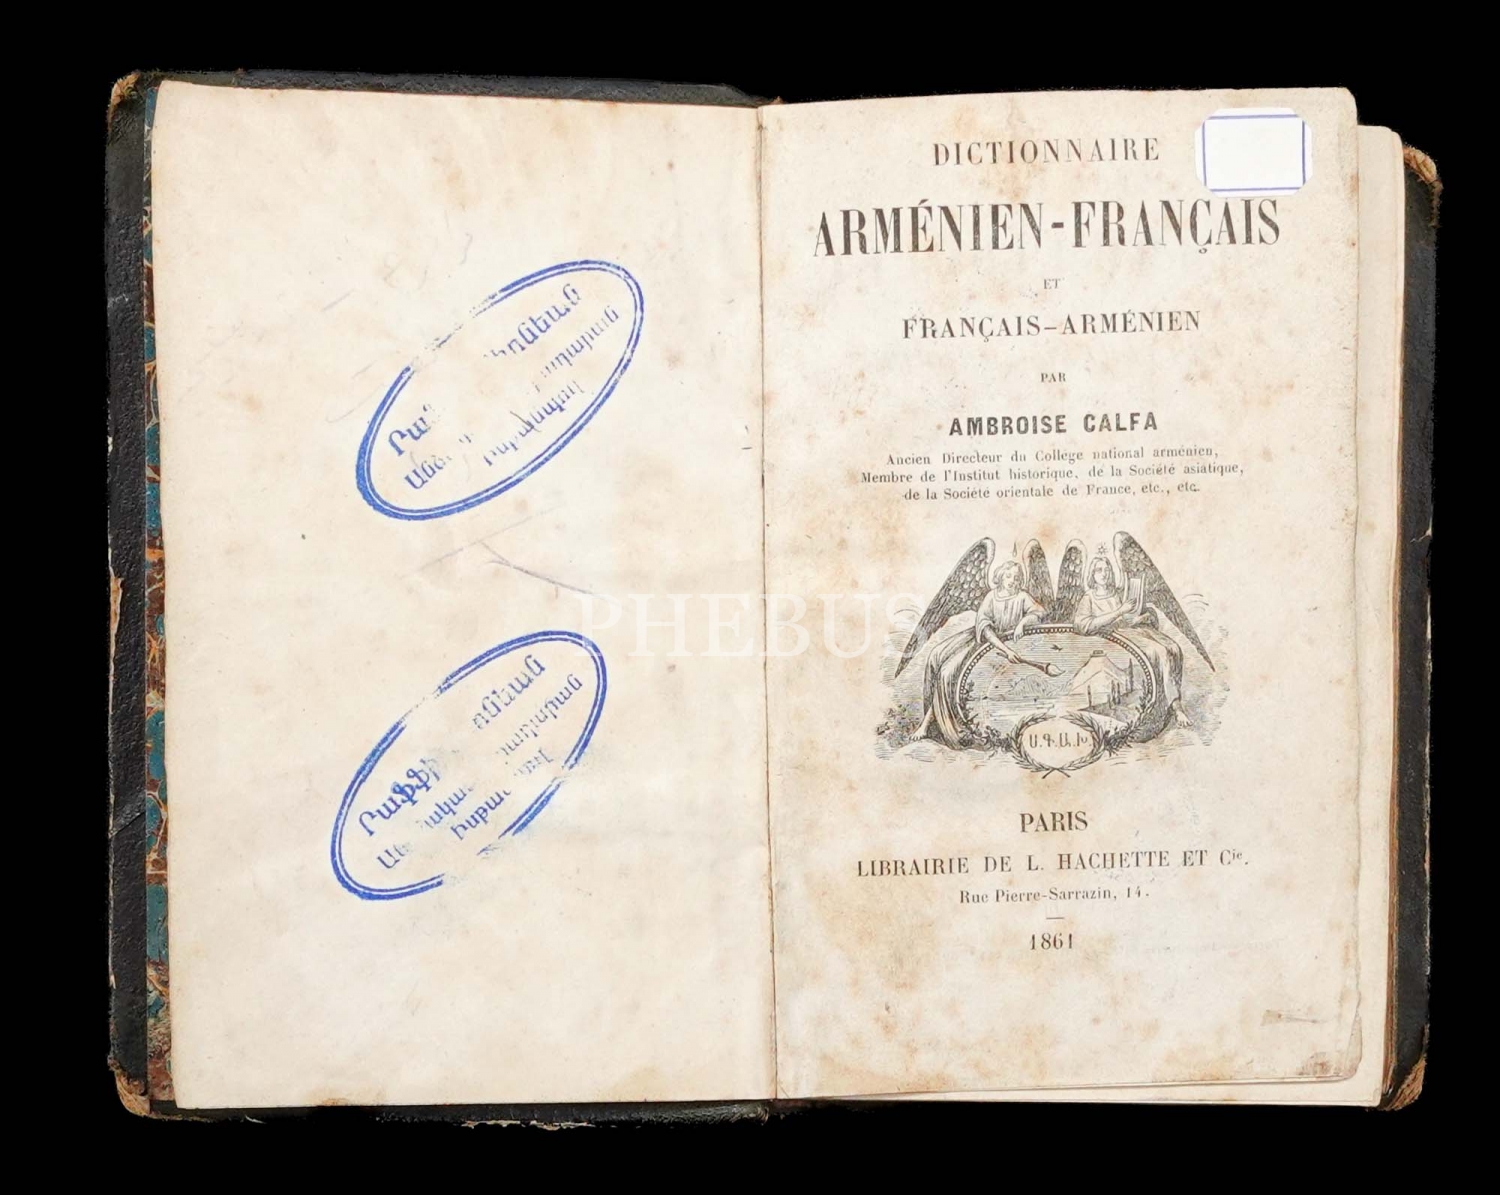 DICTIONNAIRE
ARMÉNIEN-FRANÇAIS
ET
FRANÇAIS-ARMÉNIEN
PAR
AMBROISE CALFA
Ancien Directeur du Collége national arménien,
Membre de l'Institut historique, de la Société asiatique,
de la Société orientale de France, etc., etc.
PHEBUS
PARIS
LIBRAIRIE DE L. HACHETTE ET Cie.
Rue Pierre-Sarrazin, 14.
1861